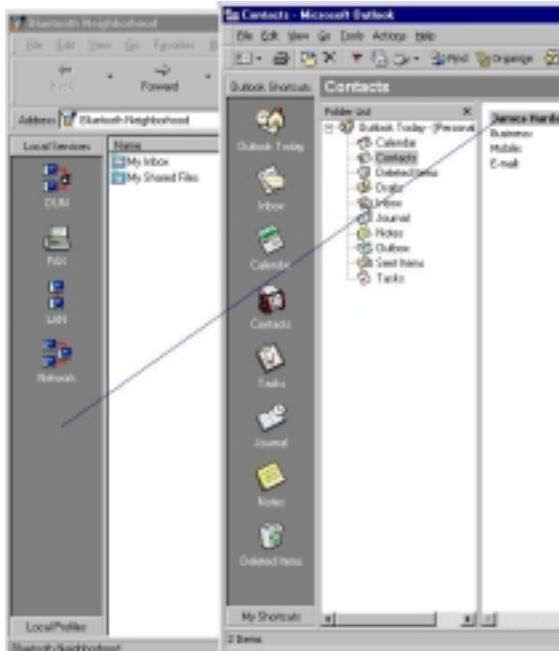 Bluetooth Neighborhood
File Edit View Go Favorites
Back
Forward
Address Bluetooth Neighborhood
Local Services
DUN
FAX
LAN
Network
Local Profiles
Bluetooth Neighborhood
Name
My Inbox
My Shared Files
Contacts - Microsoft Outlook
File Edit View Go Tools Actions Help
Find Organize
Outlook Shortcuts
Contacts
Outlook Today
Inbox
Calendar
Contacts
Tasks
Journal
Notes
Deleted Items
My Shortcuts
2 Items
Folder List
Outlook Today - [Personal
Calendar
Contacts
Deleted Items
Drafts
Inbox
Journal
Notes
Outbox
Sent Items
Tasks
Business:
Mobile:
E-mail: